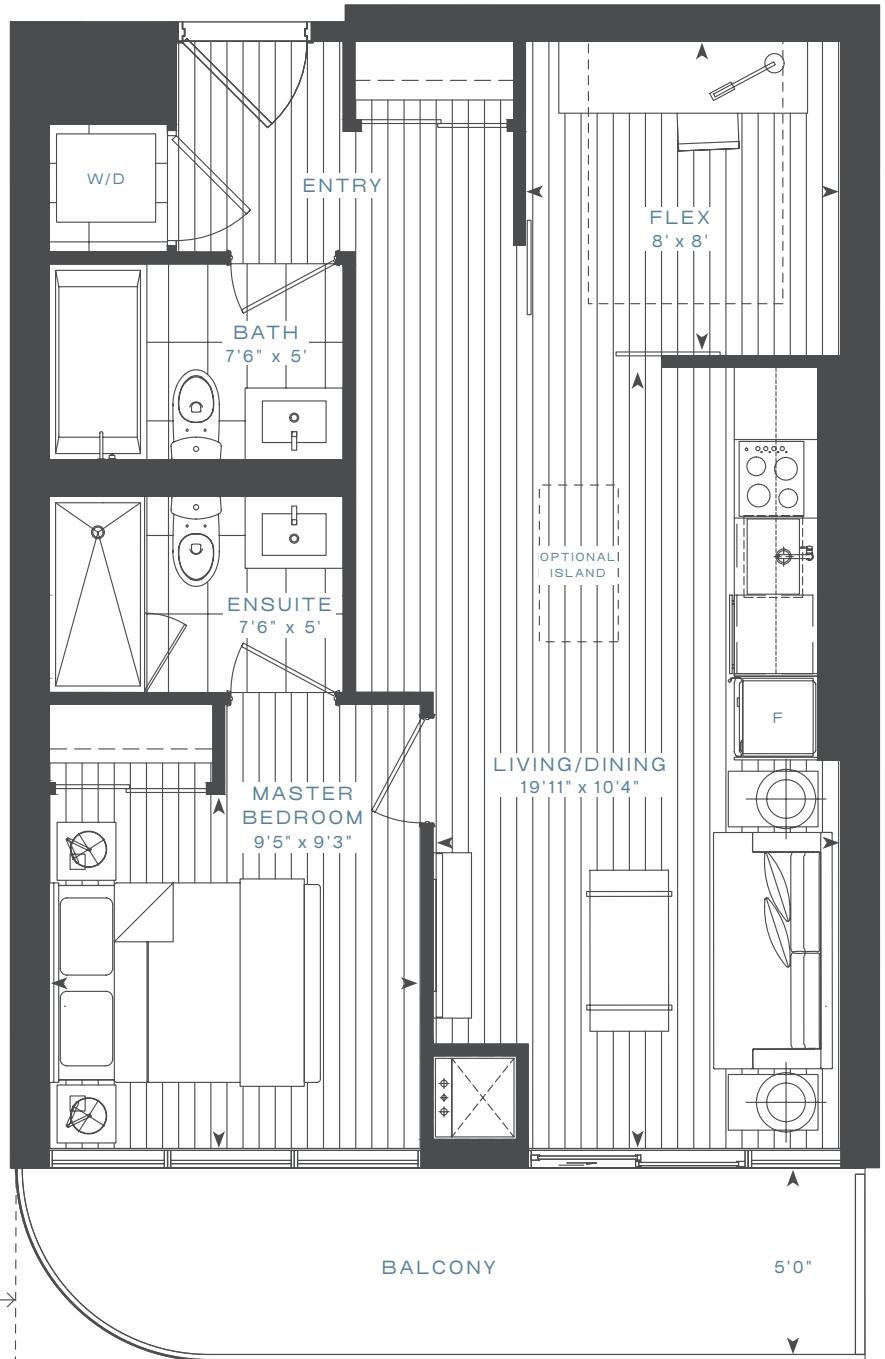 W/D
ENTRY
FLEX
8' x 8'
BATH
7'6" x 5'
OPTIONAL
ISLAND
ENSUITE
7'6" x 5'
F
LIVING/DINING
19'11" x 10'4"
MASTER
BEDROOM
9'5" x 9'3"
BALCONY
5'0"